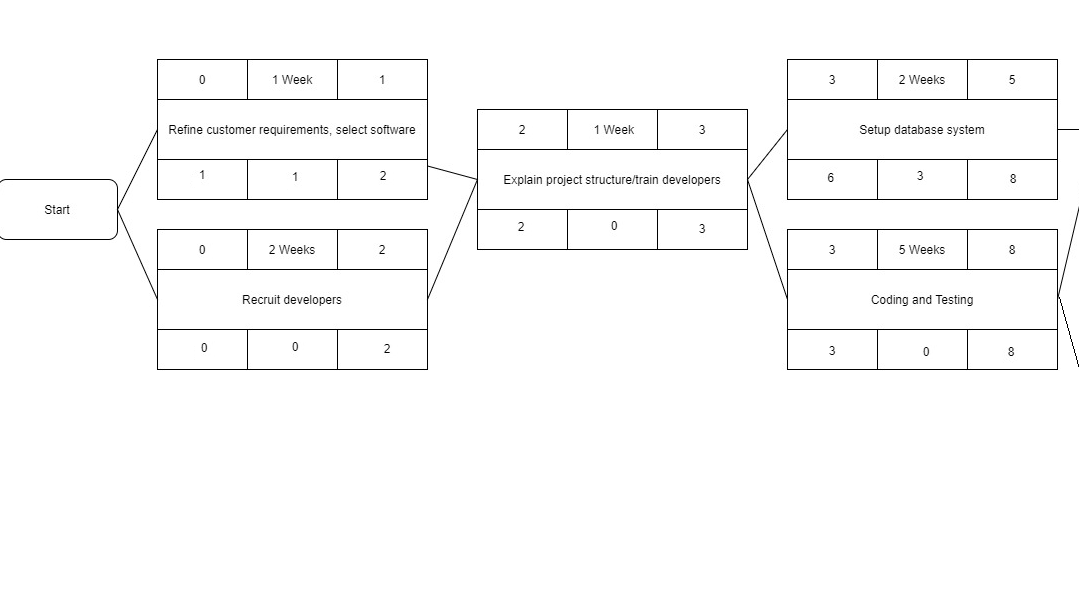 Start
0 1 Week 1
Refine customer requirements, select software
1 1 2
0 2 Weeks 2
Recruit developers
0 0 2
2 1 Week 3
Explain project structure/train developers
2 0 3
3 2 Weeks 5
Setup database system
6 3 8
3 5 Weeks 8
Coding and Testing
3 0 8